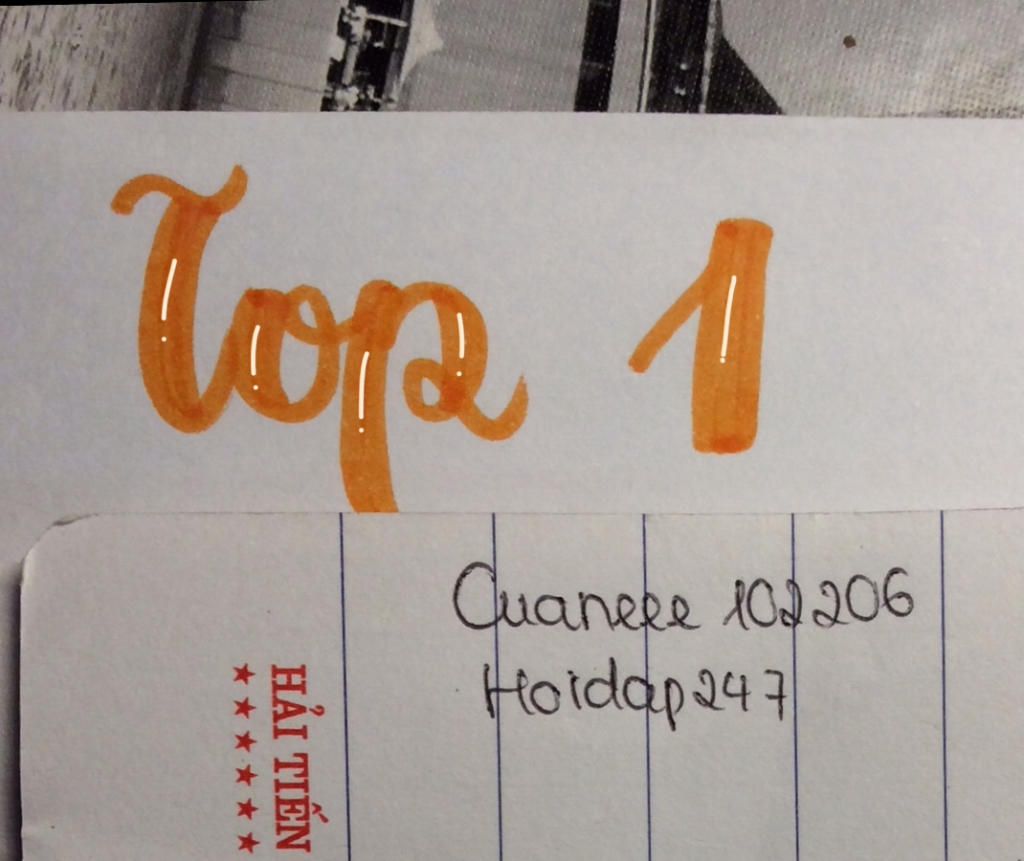 Top 1
Cuaneee 102206
Hoidap247
HẢI TIẾN